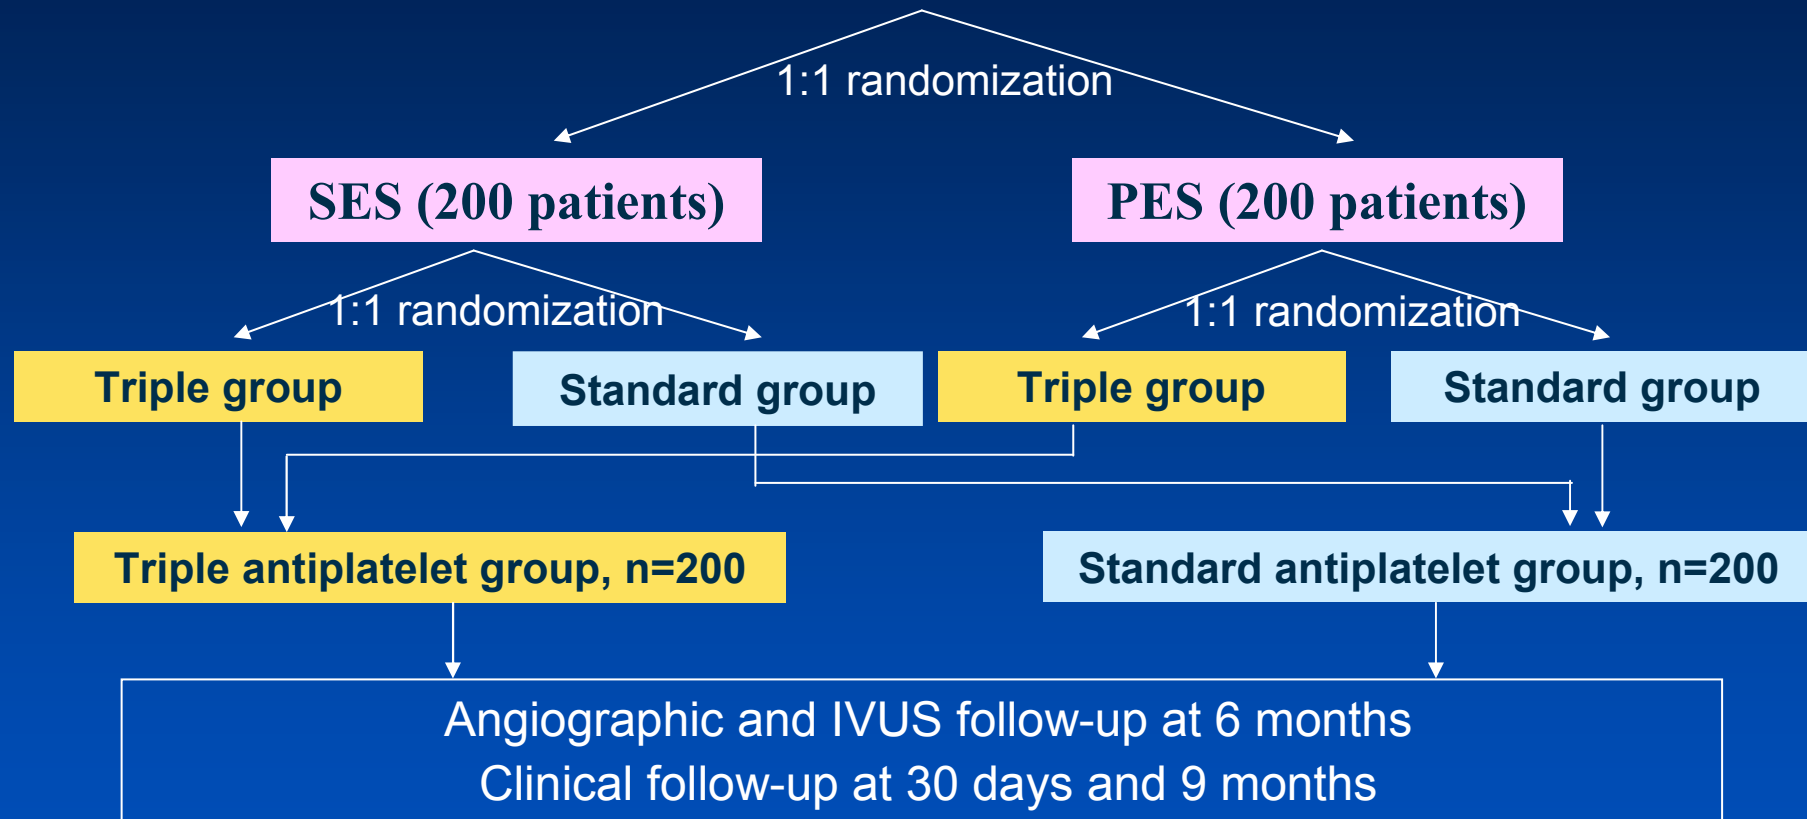 1:1 randomization
SES (200 patients)
PES (200 patients)
1:1 randomization
1:1 randomization
Triple group
Standard group
Triple group
Standard group
Triple antiplatelet group, n=200
Standard antiplatelet group, n=200
Angiographic and IVUS follow-up at 6 months
Clinical follow-up at 30 days and 9 months